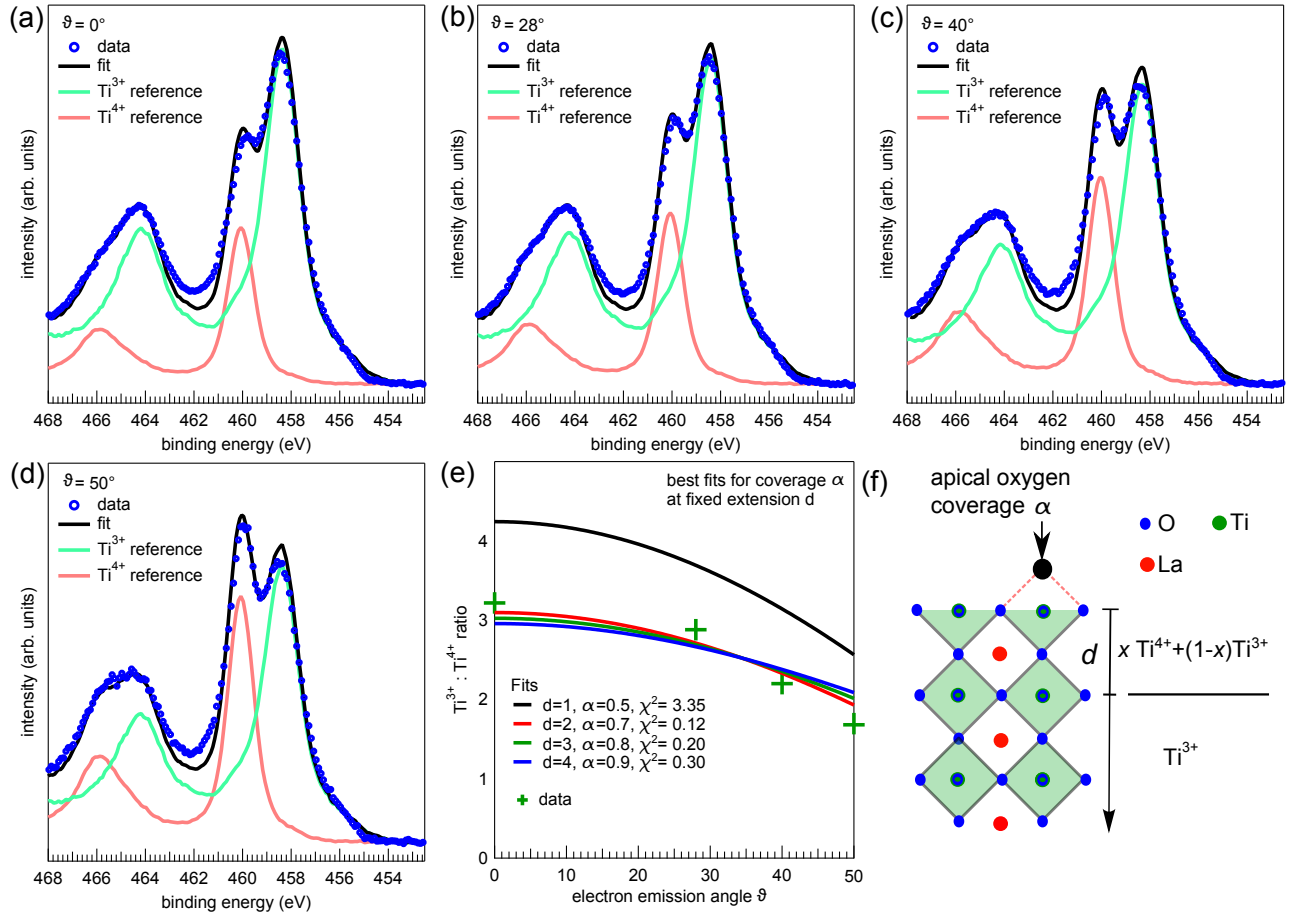 (a)
ϑ = 0°
data
fit
Ti³⁺ reference
Ti⁴⁺ reference
intensity (arb. units)
468 466 464 462 460 458 456 454
binding energy (eV)
(b)
ϑ = 28°
data
fit
Ti³⁺ reference
Ti⁴⁺ reference
intensity (arb. units)
468 466 464 462 460 458 456 454
binding energy (eV)
(c)
ϑ = 40°
data
fit
Ti³⁺ reference
Ti⁴⁺ reference
intensity (arb. units)
468 466 464 462 460 458 456 454
binding energy (eV)
(d)
ϑ = 50°
data
fit
Ti³⁺ reference
Ti⁴⁺ reference
intensity (arb. units)
468 466 464 462 460 458 456 454
binding energy (eV)
(e)
best fits for coverage α
at fixed extension d
4
3
2
1
0
Ti³⁺ : Ti⁴⁺ ratio
Fits
d=1, α=0.5, χ²= 3.35
d=2, α=0.7, χ²= 0.12
d=3, α=0.8, χ²= 0.20
d=4, α=0.9, χ²= 0.30
data
0 10 20 30 40 50
electron emission angle ϑ
(f)
apical oxygen
coverage α
O
Ti
La
d
x Ti⁴⁺+(1-x)Ti³⁺
Ti³⁺